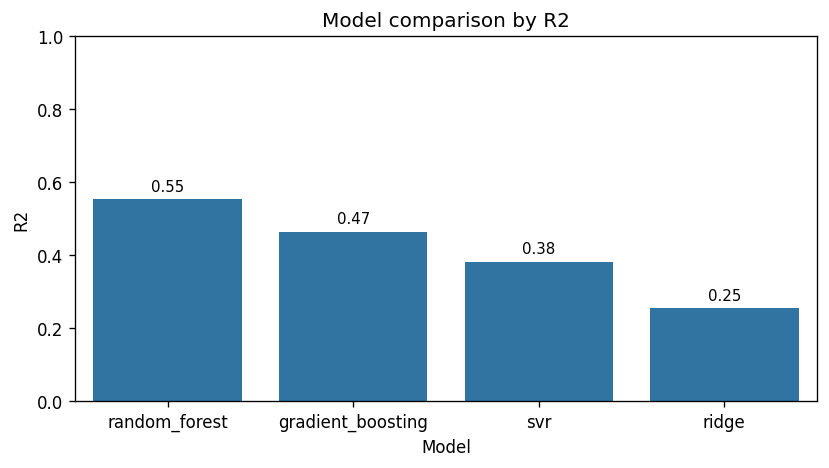 Model comparison by R2
1.0
0.8
0.6
0.4
0.2
0.0
R2
0.55
0.47
0.38
0.25
random_forest gradient_boosting svr ridge
Model